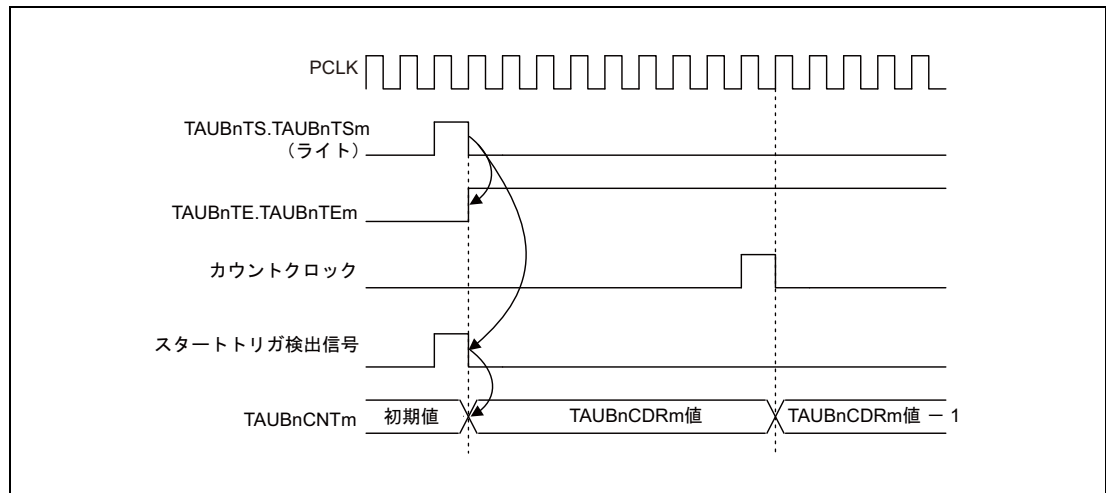 PCLK
TAUBnTS.TAUBnTSm
（ライト）
TAUBnTE.TAUBnTEm
カウントクロック
スタートトリガ検出信号
TAUBnCNTm
初期値
TAUBnCDRm値
TAUBnCDRm値 － 1